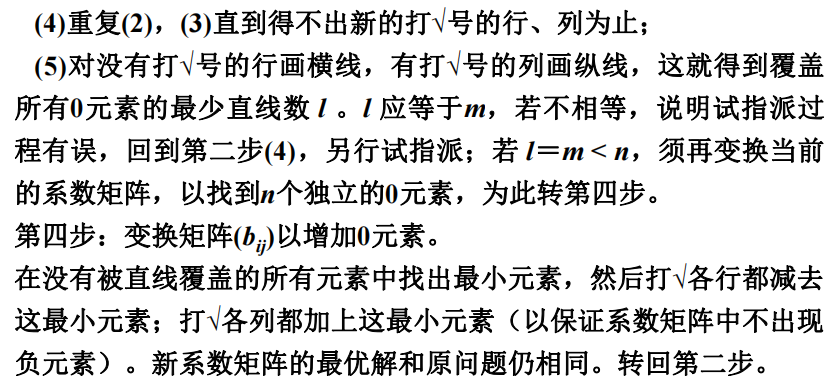 (4)重复(2)，(3)直到得不出新的打√号的行、列为止；
(5)对没有打√号的行画横线，有打√号的列画纵线，这就得到覆盖
所有0元素的最少直线数 l 。l 应等于m，若不相等，说明试指派过
程有误，回到第二步(4)，另行试指派；若 l＝m < n，须再变换当前
的系数矩阵，以找到n个独立的0元素，为此转第四步。
第四步：变换矩阵(bij)以增加0元素。
在没有被直线覆盖的所有元素中找出最小元素，然后打√各行都减去
这最小元素；打√各列都加上这最小元素（以保证系数矩阵中不出现
负元素）。新系数矩阵的最优解和原问题仍相同。转回第二步。